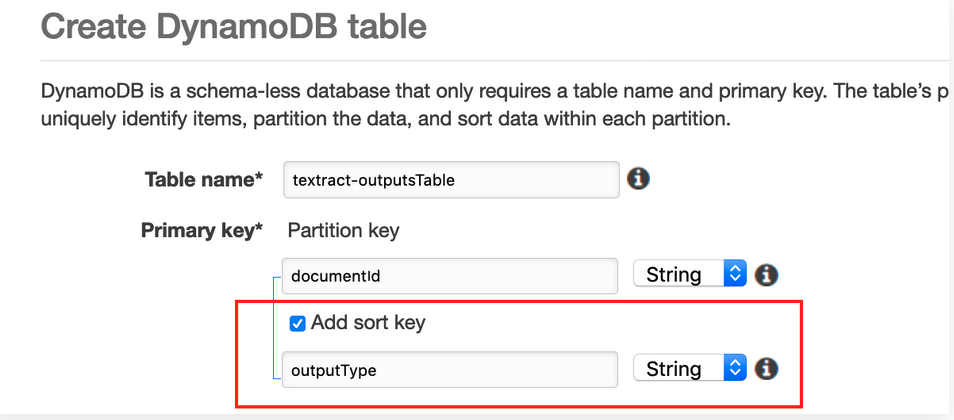 Create DynamoDB table
DynamoDB is a schema-less database that only requires a table name and primary key. The table's p
uniquely identify items, partition the data, and sort data within each partition.
Table name* textract-outputsTable
Primary key* Partition key
documentId String
Add sort key
outputType String